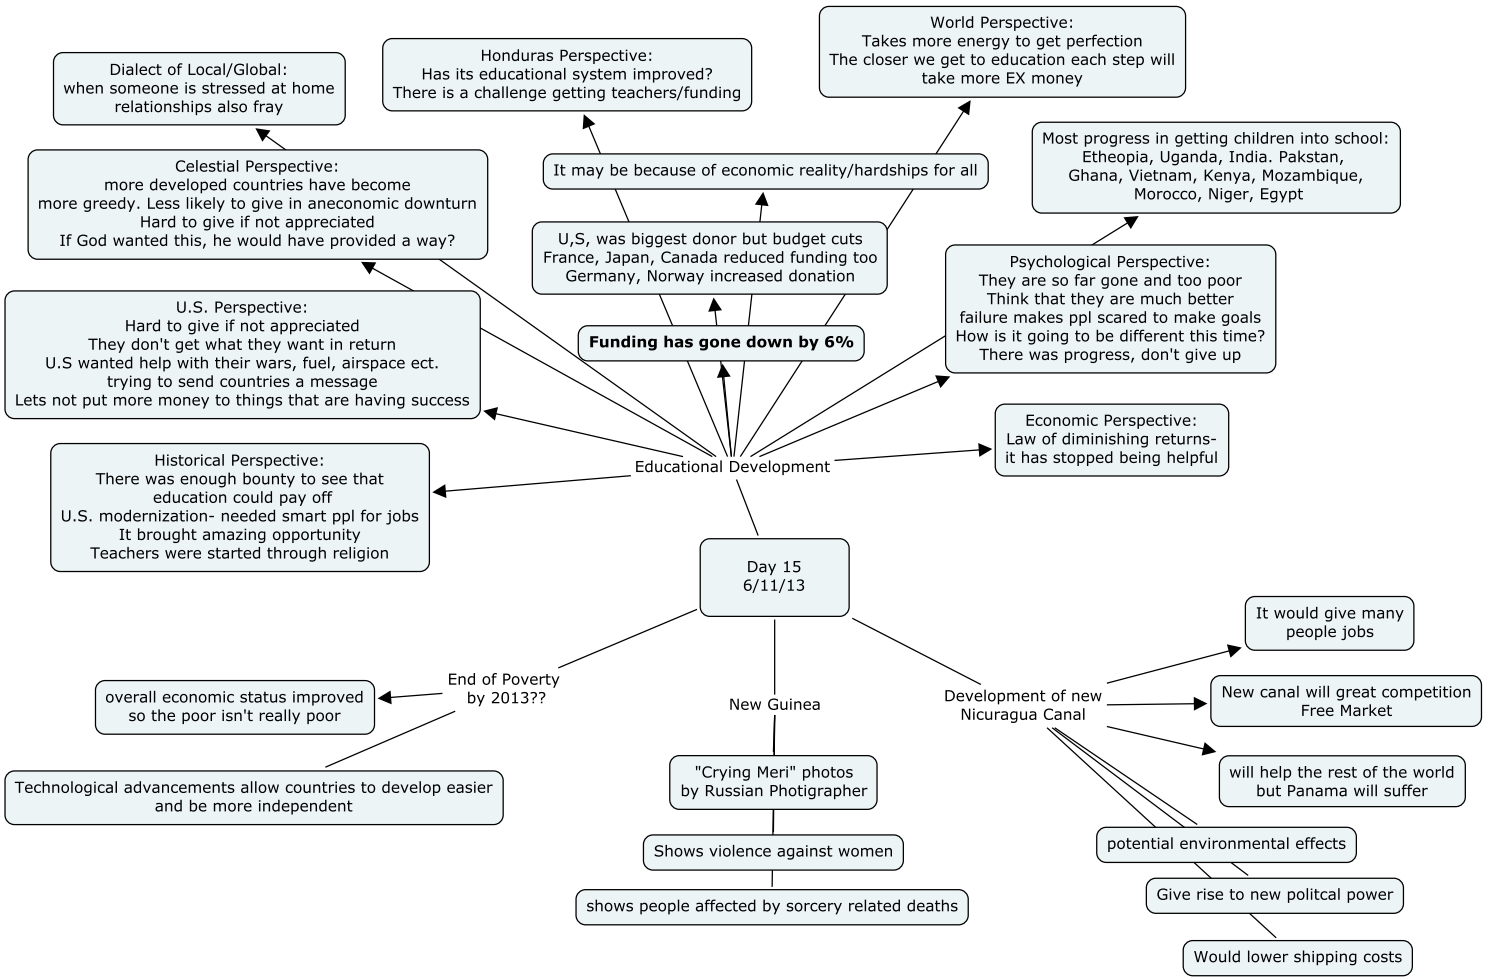 World Perspective:
Takes more energy to get perfection
The closer we get to education each step will
take more EX money
Honduras Perspective:
Has its educational system improved?
There is a challenge getting teachers/funding
Dialect of Local/Global:
when someone is stressed at home
relationships also fray
Most progress in getting children into school:
Etheopia, Uganda, India. Pakstan,
Ghana, Vietnam, Kenya, Mozambique,
Morocco, Niger, Egypt
Celestial Perspective:
more developed countries have become
more greedy. Less likely to give in aneconomic downturn
Hard to give if not appreciated
If God wanted this, he would have provided a way?
It may be because of economic reality/hardships for all
U,S, was biggest donor but budget cuts
France, Japan, Canada reduced funding too
Germany, Norway increased donation
Psychological Perspective:
They are so far gone and too poor
Think that they are much better
failure makes ppl scared to make goals
How is it going to be different this time?
There was progress, don't give up
U.S. Perspective:
Hard to give if not appreciated
They don't get what they want in return
U.S wanted help with their wars, fuel, airspace ect.
trying to send countries a message
Lets not put more money to things that are having success
Funding has gone down by 6%
Economic Perspective:
Law of diminishing returns-
it has stopped being helpful
Historical Perspective:
There was enough bounty to see that
education could pay off
U.S. modernization- needed smart ppl for jobs
It brought amazing opportunity
Teachers were started through religion
Educational Development
Day 15
6/11/13
End of Poverty
by 2013??
overall economic status improved
so the poor isn't really poor
Technological advancements allow countries to develop easier
and be more independent
New Guinea
"Crying Meri" photos
by Russian Photigrapher
Shows violence against women
shows people affected by sorcery related deaths
Development of new
Nicuragua Canal
It would give many
people jobs
New canal will great competition
Free Market
will help the rest of the world
but Panama will suffer
potential environmental effects
Give rise to new politcal power
Would lower shipping costs